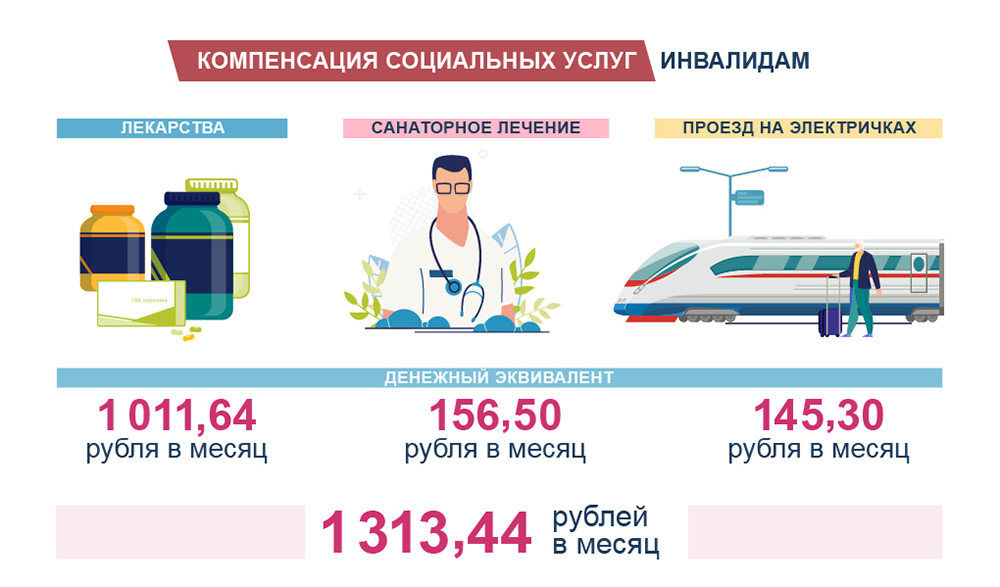 КОМПЕНСАЦИЯ СОЦИАЛЬНЫХ УСЛУГ ИНВАЛИДАМ
ЛЕКАРСТВА
САНАТОРНОЕ ЛЕЧЕНИЕ
ПРОЕЗД НА ЭЛЕКТРИЧКАХ
100 capsules
ДЕНЕЖНЫЙ ЭКВИВАЛЕНТ
1 011,64
рубля в месяц
156,50
рубля в месяц
145,30
рубля в месяц
1 313,44
рублей
в месяц